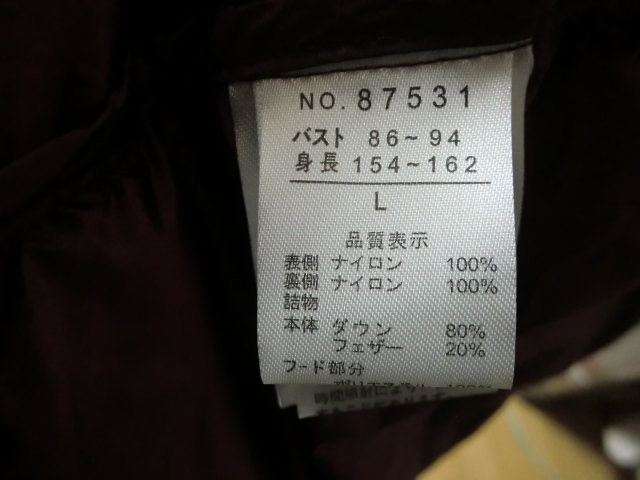 NO. 87531
バスト 86~94
身長 154~162
L
品質表示
表側 ナイロン 100%
裏側 ナイロン 100%
詰物
本体 ダウン 80%
フェザー 20%
フード部分